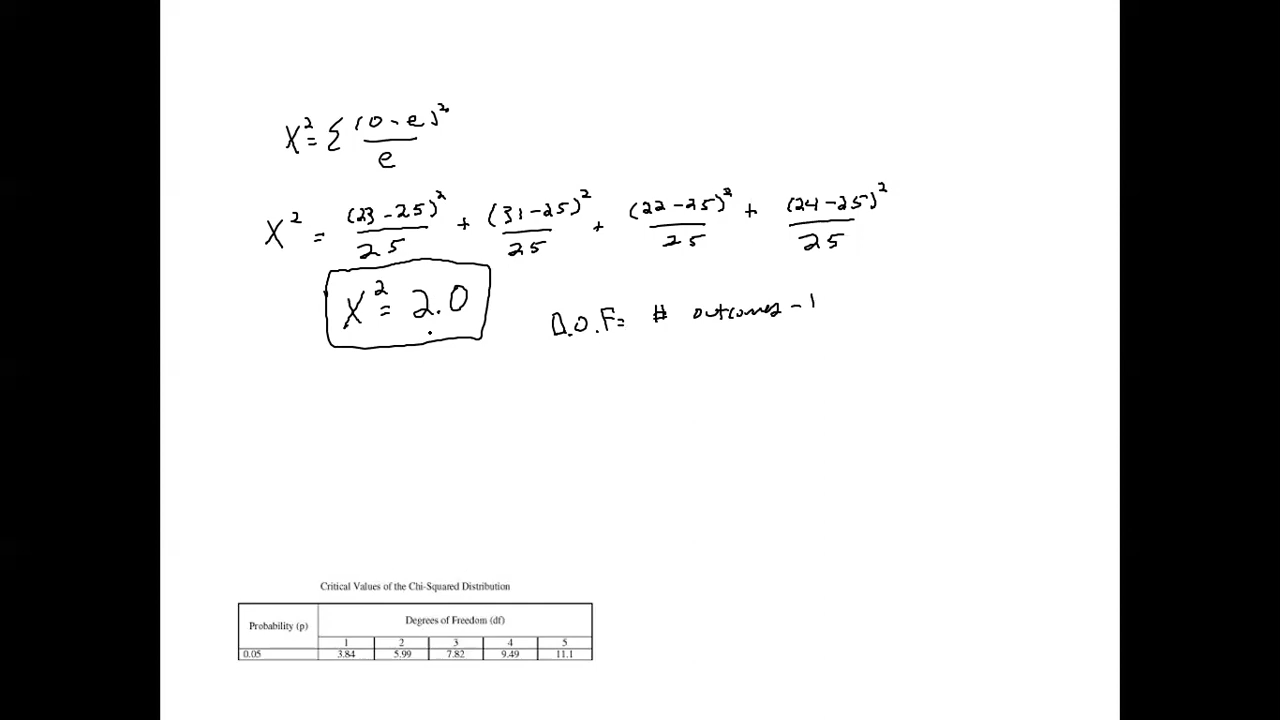 X² = Σ (o - e)² / e
X² = (23 - 25)² / 25 + (31 - 25)² / 25 + (22 - 25)² / 25 + (24 - 25)² / 25
X² = 2.0
D.O.F = # outcomes - 1
Critical Values of the Chi-Squared Distribution
Probability (p) Degrees of Freedom (df)
1 2 3 4 5
0.05 3.84 5.99 7.82 9.49 11.1